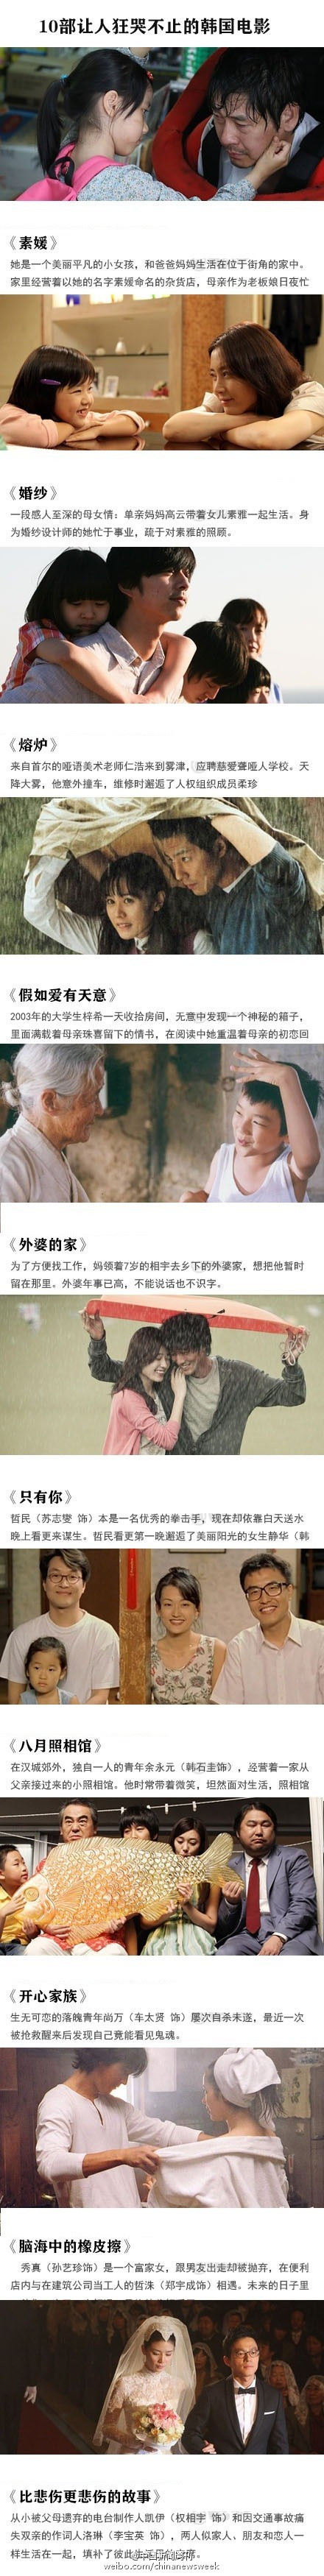 10部让人狂哭不止的韩国电影
《素媛》
她是一个美丽平凡的小女孩，和爸爸妈妈生活在位于街角的家中。
家里经营着以她的名字素媛命名的杂货店，母亲作为老板娘日夜忙
《婚纱》
一段感人至深的母女情：单亲妈妈高云带着女儿素雅一起生活。身
为婚纱设计师的她忙于事业，疏于对素雅的照顾。
《熔炉》
来自首尔的哑语美术老师仁浩来到雾津，应聘慈爱聋哑人学校。天
降大雾，他意外撞车，维修时邂逅了人权组织成员柔珍
《假如爱有天意》
2003年的大学生梓希一天收拾房间，无意中发现一个神秘的箱子，
里面满载着母亲珠喜留下的情书，在阅读中她重温着母亲的初恋回
《外婆的家》
为了方便找工作，妈领着7岁的相宇去乡下的外婆家，想把他暂时
留在那里。外婆年事已高，不能说话也不识字。
《只有你》
哲民（苏志燮 饰）本是一名优秀的拳击手，现在却依靠白天送水
晚上看更来谋生。哲民看更第一晚邂逅了美丽阳光的女生静华（韩
《八月照相馆》
在汉城郊外，独自一人的青年余永元（韩石圭饰），经营着一家从
父亲接过来的小照相馆。他时常带着微笑，坦然面对生活，照相馆
《开心家族》
生无可恋的落魄青年尚万（车太贤 饰）屡次自杀未遂，最近一次
被抢救醒来后发现自己竟能看见鬼魂。
《脑海中的橡皮擦》
秀真（孙艺珍饰）是一个富家女，跟男友出走却被抛弃，在便利
店内与在建筑公司当工人的哲洙（郑宇成饰）相遇。未来的日子里
《比悲伤更悲伤的故事》
从小被父母遗弃的电台制作人凯伊（权相宇 饰）和因交通事故痛
失双亲的作词人洛琳（李宝英 饰），两人似家人、朋友和恋人一
样生活在一起，填补了彼此生活的空席。
@中国新闻周刊
weibo.com/chinanewsweek